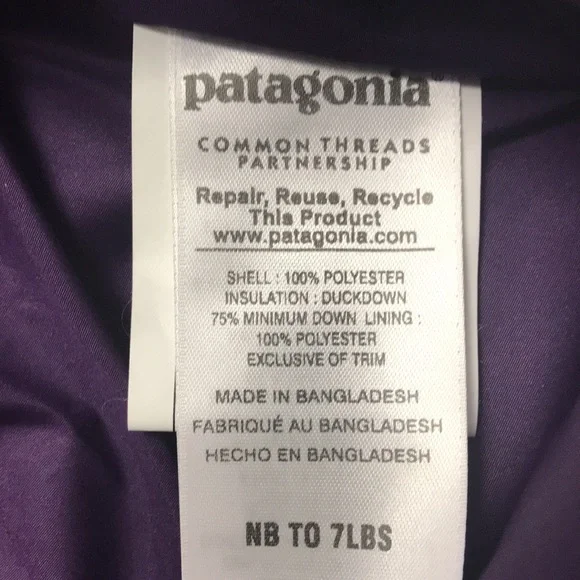 patagonia®
COMMON THREADS
PARTNERSHIP
Repair, Reuse, Recycle
This Product
www.patagonia.com
SHELL : 100% POLYESTER
INSULATION : DUCKDOWN
75% MINIMUM DOWN LINING :
100% POLYESTER
EXCLUSIVE OF TRIM
MADE IN BANGLADESH
FABRIQUÉ AU BANGLADESH
HECHO EN BANGLADESH
NB TO 7LBS